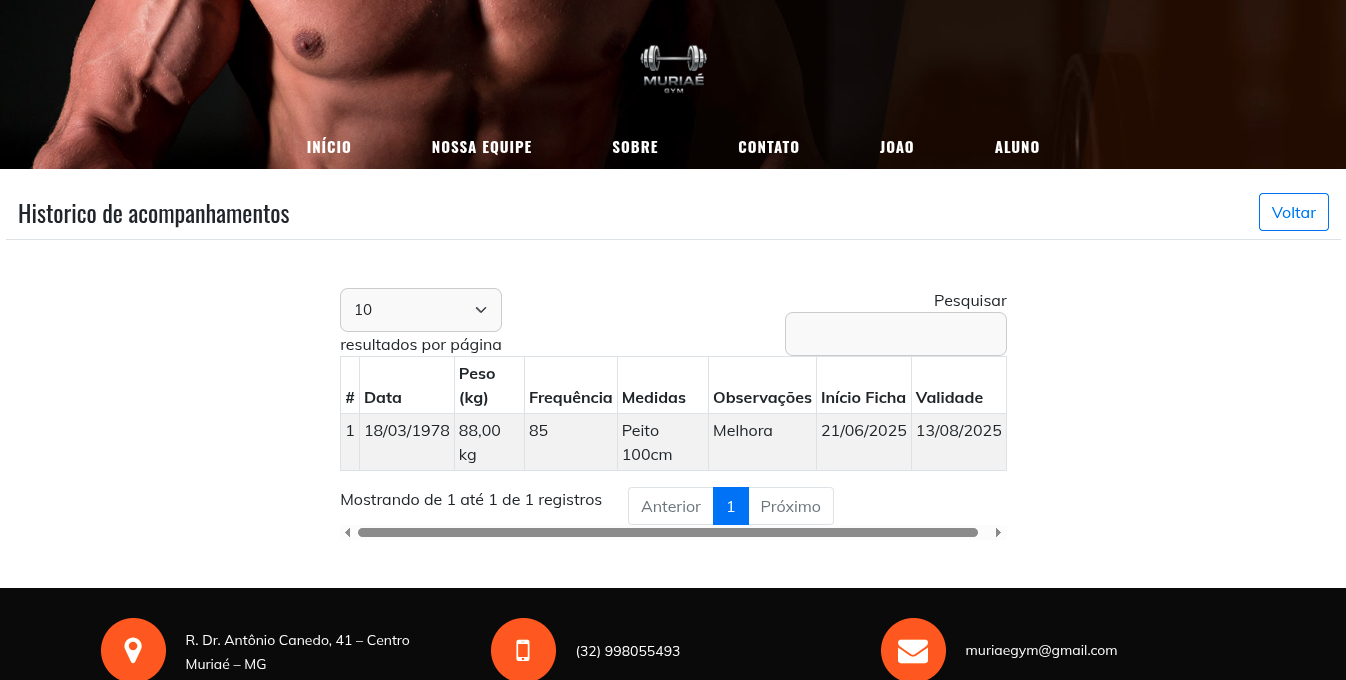 MURIAÉ
GYM
INÍCIO NOSSA EQUIPE SOBRE CONTATO JOAO ALUNO
Historico de acompanhamentos
Voltar
10
resultados por página
Pesquisar
# Data Peso (kg) Frequência Medidas Observações Início Ficha Validade
1 18/03/1978 88,00 kg 85 Peito 100cm Melhora 21/06/2025 13/08/2025
Mostrando de 1 até 1 de 1 registros
Anterior 1 Próximo
R. Dr. Antônio Canedo, 41 – Centro
Muriaé – MG
(32) 998055493
muriaegym@gmail.com